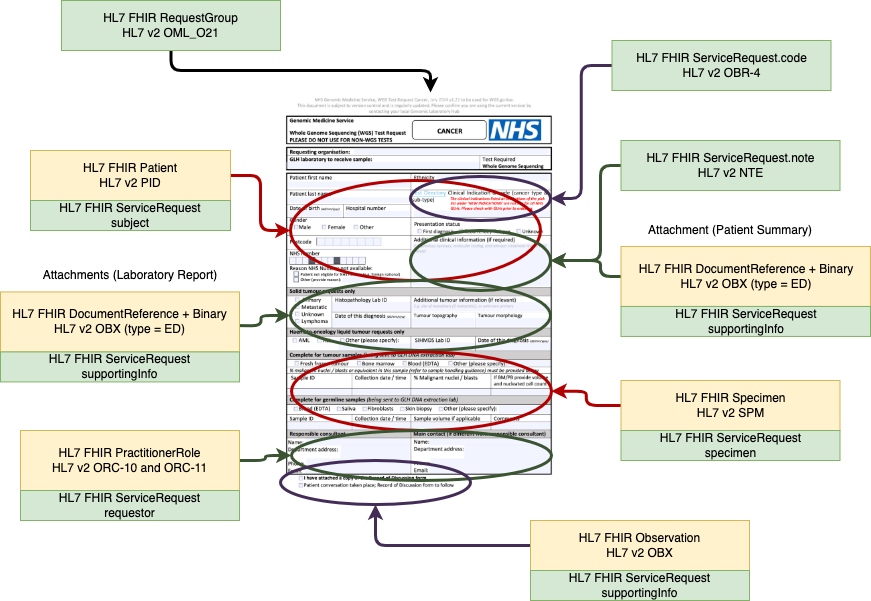 HL7 FHIR RequestGroup
HL7 v2 OML_O21
HL7 FHIR ServiceRequest.code
HL7 v2 OBR-4
HL7 FHIR ServiceRequest.note
HL7 v2 NTE
HL7 FHIR Patient
HL7 v2 PID
HL7 FHIR ServiceRequest
subject
Attachment (Patient Summary)
HL7 FHIR DocumentReference + Binary
HL7 v2 OBX (type = ED)
HL7 FHIR ServiceRequest
supportingInfo
Attachments (Laboratory Report)
HL7 FHIR DocumentReference + Binary
HL7 v2 OBX (type = ED)
HL7 FHIR ServiceRequest
supportingInfo
HL7 FHIR Specimen
HL7 v2 SPM
HL7 FHIR ServiceRequest
specimen
HL7 FHIR PractitionerRole
HL7 v2 ORC-10 and ORC-11
HL7 FHIR ServiceRequest
requestor
HL7 FHIR Observation
HL7 v2 OBX
HL7 FHIR ServiceRequest
supportingInfo
Genomic Medicine Service
Whole Genome Sequencing (WGS) Test Request
PLEASE DO NOT USE FOR NON-WGS TESTS
CANCER
NHS
Requesting organisation:
GLH laboratory to receive sample:
Test Required
Whole Genome Sequencing
Patient first name
Ethnicity
Patient last name
Hospital number
Gender
Male Female Other
Presentation status
Postcode
Additional clinical information (if required)
NHS Number
Reason NHS Number not available:
Solid tumour requests only
Primary
Metastatic
Unknown
Lymphoma
Histopathology Lab ID
Additional tumour information (if relevant)
Date of this diagnosis
Tumour topography
Tumour morphology
Haemato-oncology liquid tumour requests only
AML
Other (please specify):
SIHMDS Lab ID
Date of this diagnosis
Complete for tumour samples (being sent to GLH DNA extraction lab)
Fresh frozen tumour Bone marrow Blood (EDTA) Other (please specify):
Sample ID
Collection date / time
% Malignant nuclei / blasts
Complete for germline samples (being sent to GLH DNA extraction lab)
Blood (EDTA) Saliva Fibroblasts Skin biopsy Other (please specify):
Sample ID
Collection date / time
Sample volume if applicable
Comments
Responsible consultant
Main contact (if different from responsible consultant)
Name:
Name:
Department address:
Department address:
Phone:
Email:
Email:
I have attached a copy of the Record of Discussion form
Patient conversation taken place; Record of Discussion form to follow